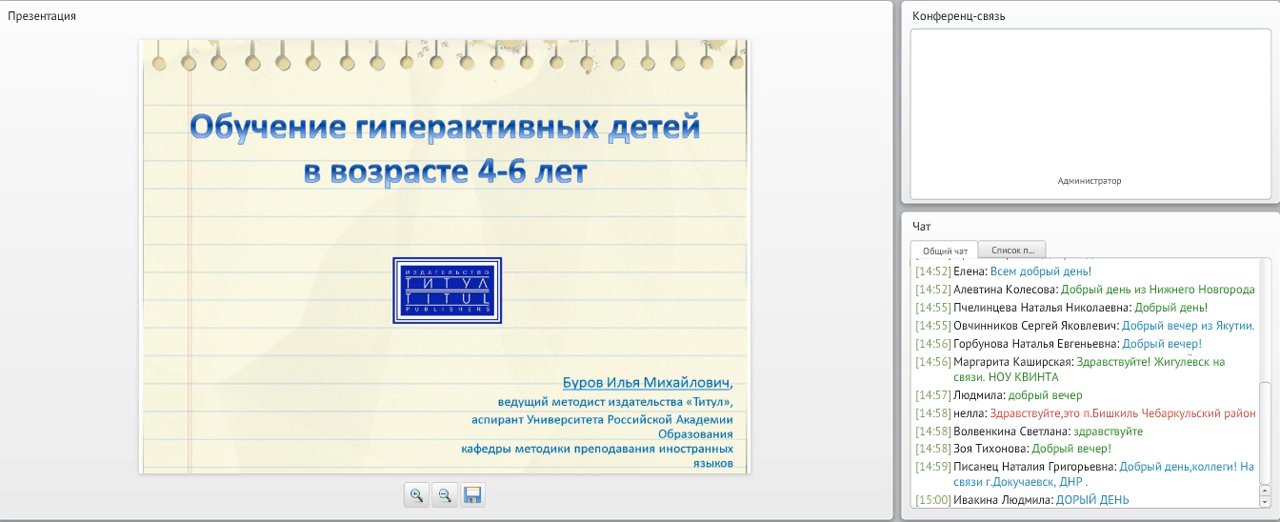 Презентация
Обучение гиперактивных детей
в возрасте 4-6 лет
ИЗДАТЕЛЬСТВО
ТИТУЛ
TITUL
PUBLISHERS
Буров Илья Михайлович,
ведущий методист издательства «Титул»,
аспирант Университета Российской Академии
Образования
кафедры методики преподавания иностранных
языков
Конференц-связь
Администратор
Чат
Общий чат
Список п...
[14:52] Елена: Всем добрый день!
[14:52] Алевтина Колесова: Добрый день из Нижнего Новгорода
[14:55] Пчелинцева Наталья Николаевна: Добрый день!
[14:55] Овчинников Сергей Яковлевич: Добрый вечер из Якутии.
[14:56] Горбунова Наталья Евгеньевна: Добрый вечер!
[14:56] Маргарита Каширская: Здравствуйте! Жигулёвск на
связи. НОУ КВИНТА
[14:57] Людмила: добрый вечер
[14:58] нелла: Здравствуйте,это п.Бишкиль Чебаркульский район
[14:58] Волвенкина Светлана: здравствуйте
[14:58] Зоя Тихонова: Добрый вечер!
[14:59] Писанец Наталия Григорьевна: Добрый день,коллеги! На
связи г.Докучаевск, ДНР .
[15:00] Ивакина Людмила: ДОРЫЙ ДЕНЬ